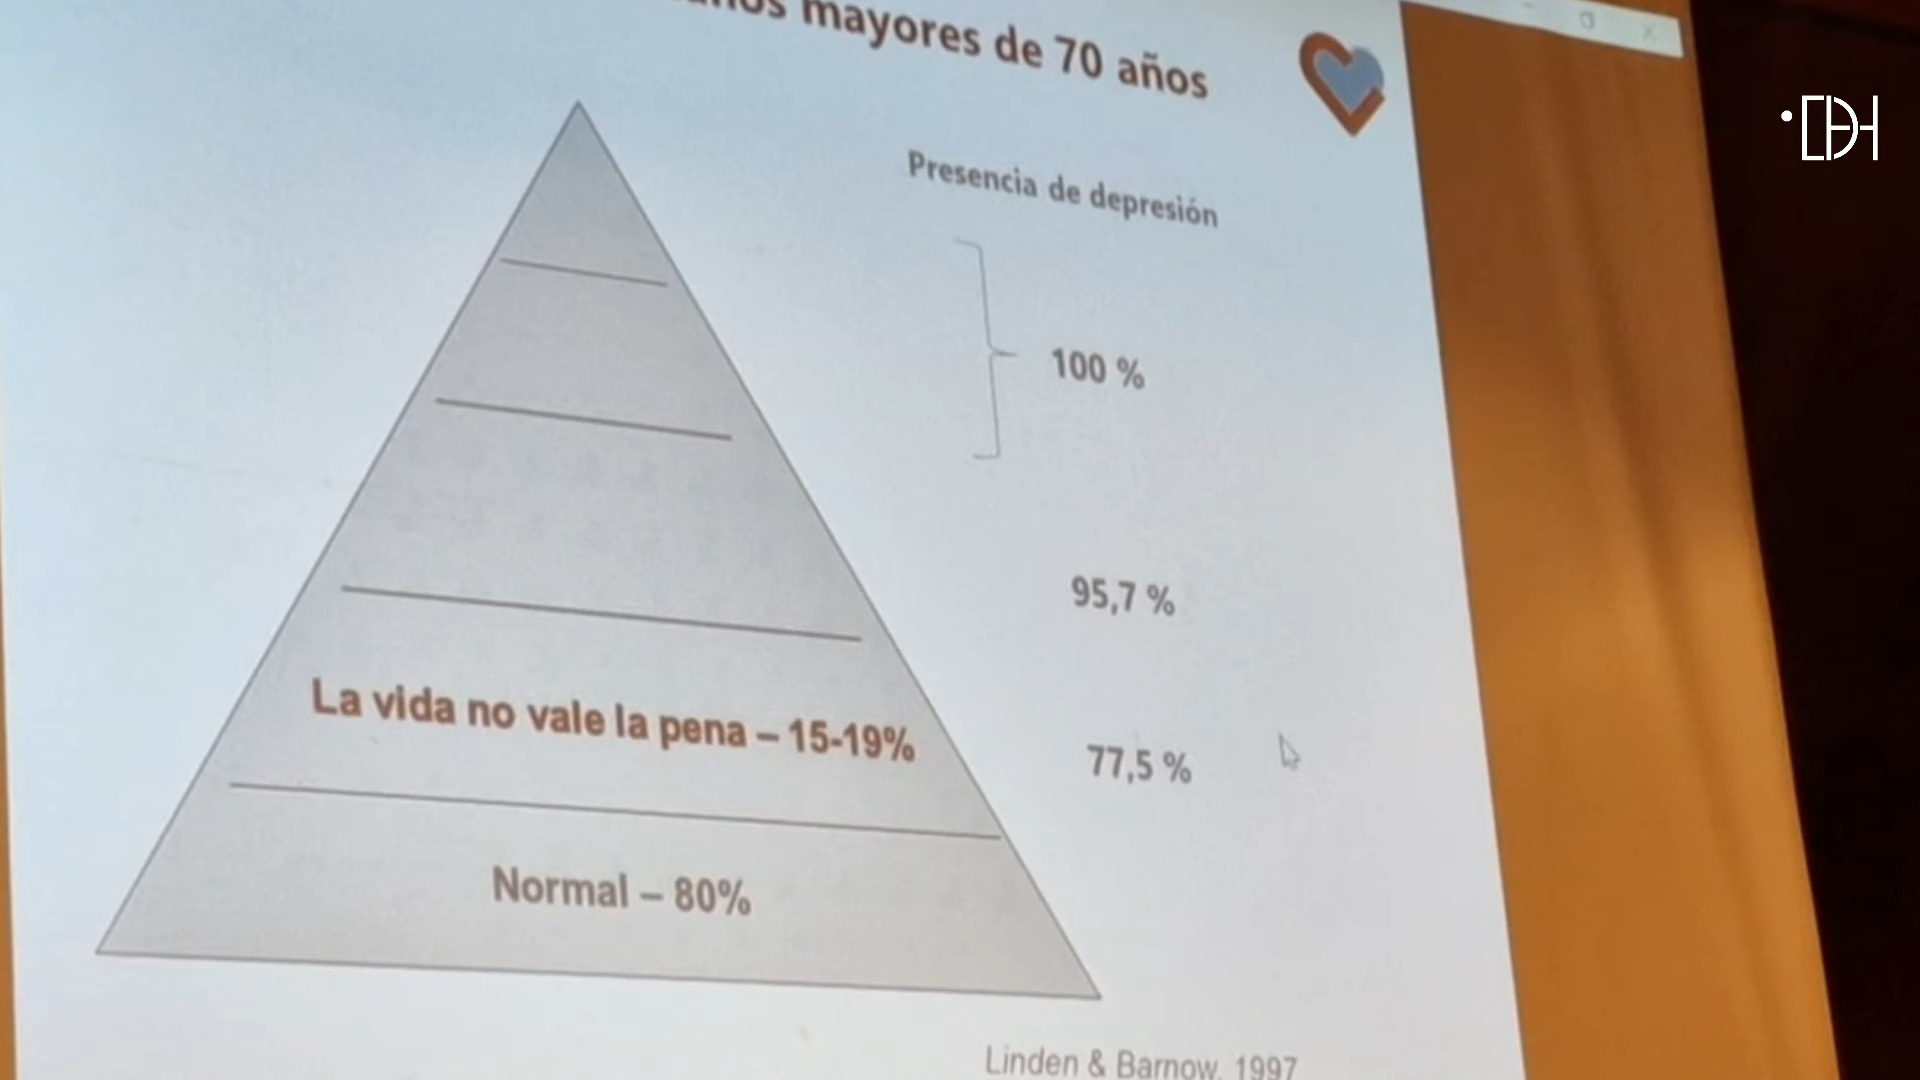 mayores de 70 años
Presencia de depresión
100 %
95,7 %
La vida no vale la pena – 15-19%
77,5 %
Normal – 80%
Linden & Barnow, 1997